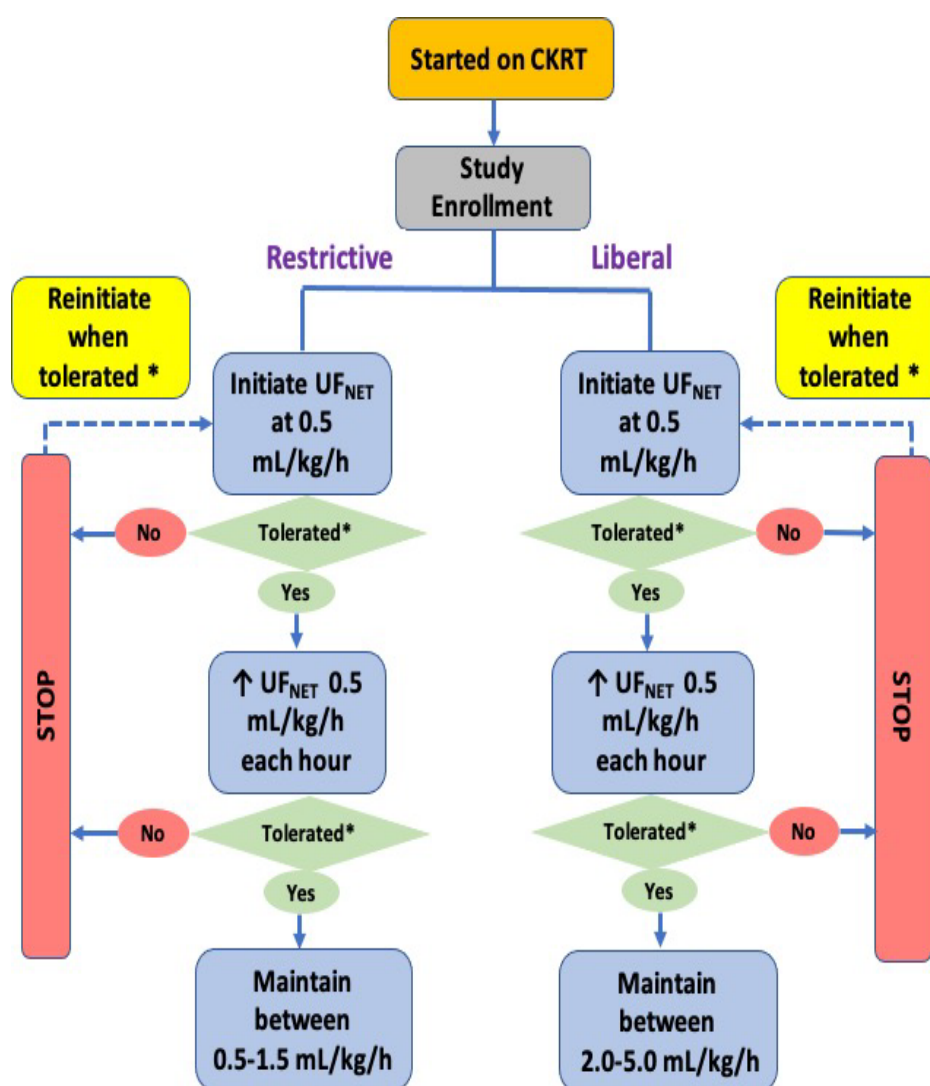 Started on CKRT
Study
Enrollment
Restrictive
Liberal
Reinitiate
when
tolerated *
Reinitiate
when
tolerated *
Initiate UFNET
at 0.5
mL/kg/h
Initiate UFNET
at 0.5
mL/kg/h
No
Tolerated*
Tolerated*
No
Yes
Yes
STOP
↑ UFNET 0.5
mL/kg/h
each hour
↑ UFNET 0.5
mL/kg/h
each hour
STOP
No
Tolerated*
Tolerated*
No
Yes
Yes
Maintain
between
0.5-1.5 mL/kg/h
Maintain
between
2.0-5.0 mL/kg/h